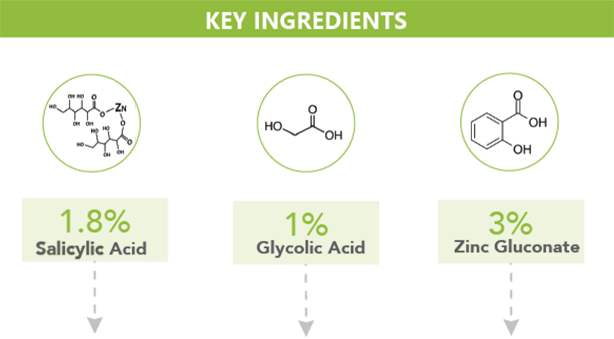 KEY INGREDIENTS
OH HO O
HO O Zn
OH OH O
HO O
HO
OH OH
O
HO OH
O
OH
OH
1.8% 1% 3%
Salicylic Acid Glycolic Acid Zinc Gluconate